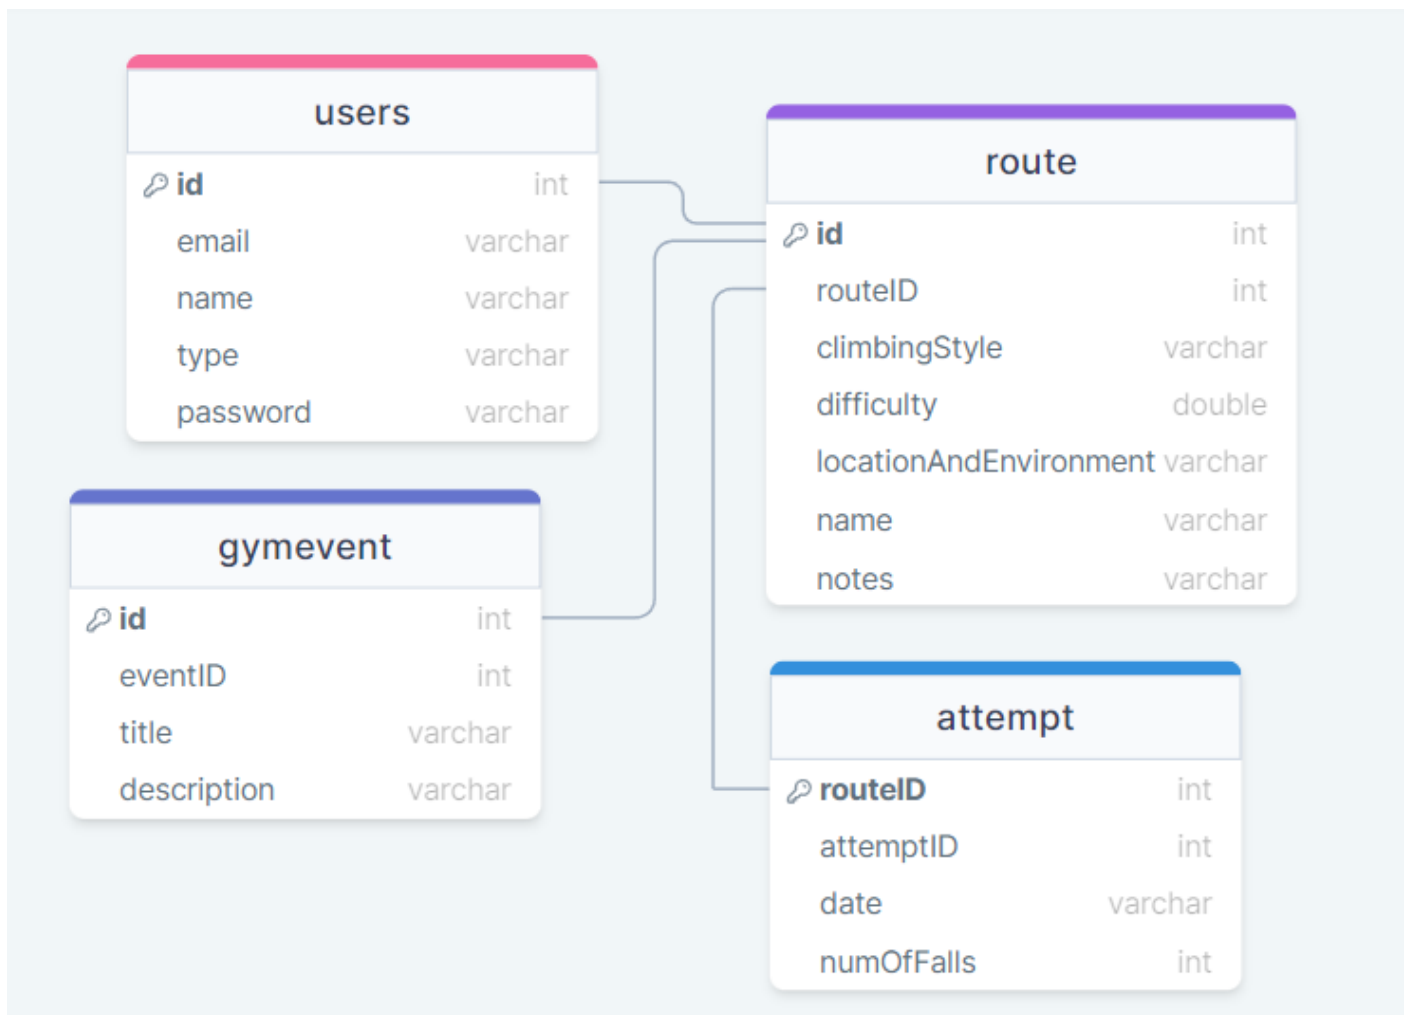 users
id int
email varchar
name varchar
type varchar
password varchar
route
id int
routeID int
climbingStyle varchar
difficulty double
locationAndEnvironment varchar
name varchar
notes varchar
gymevent
id int
eventID int
title varchar
description varchar
attempt
routeID int
attemptID int
date varchar
numOfFalls int